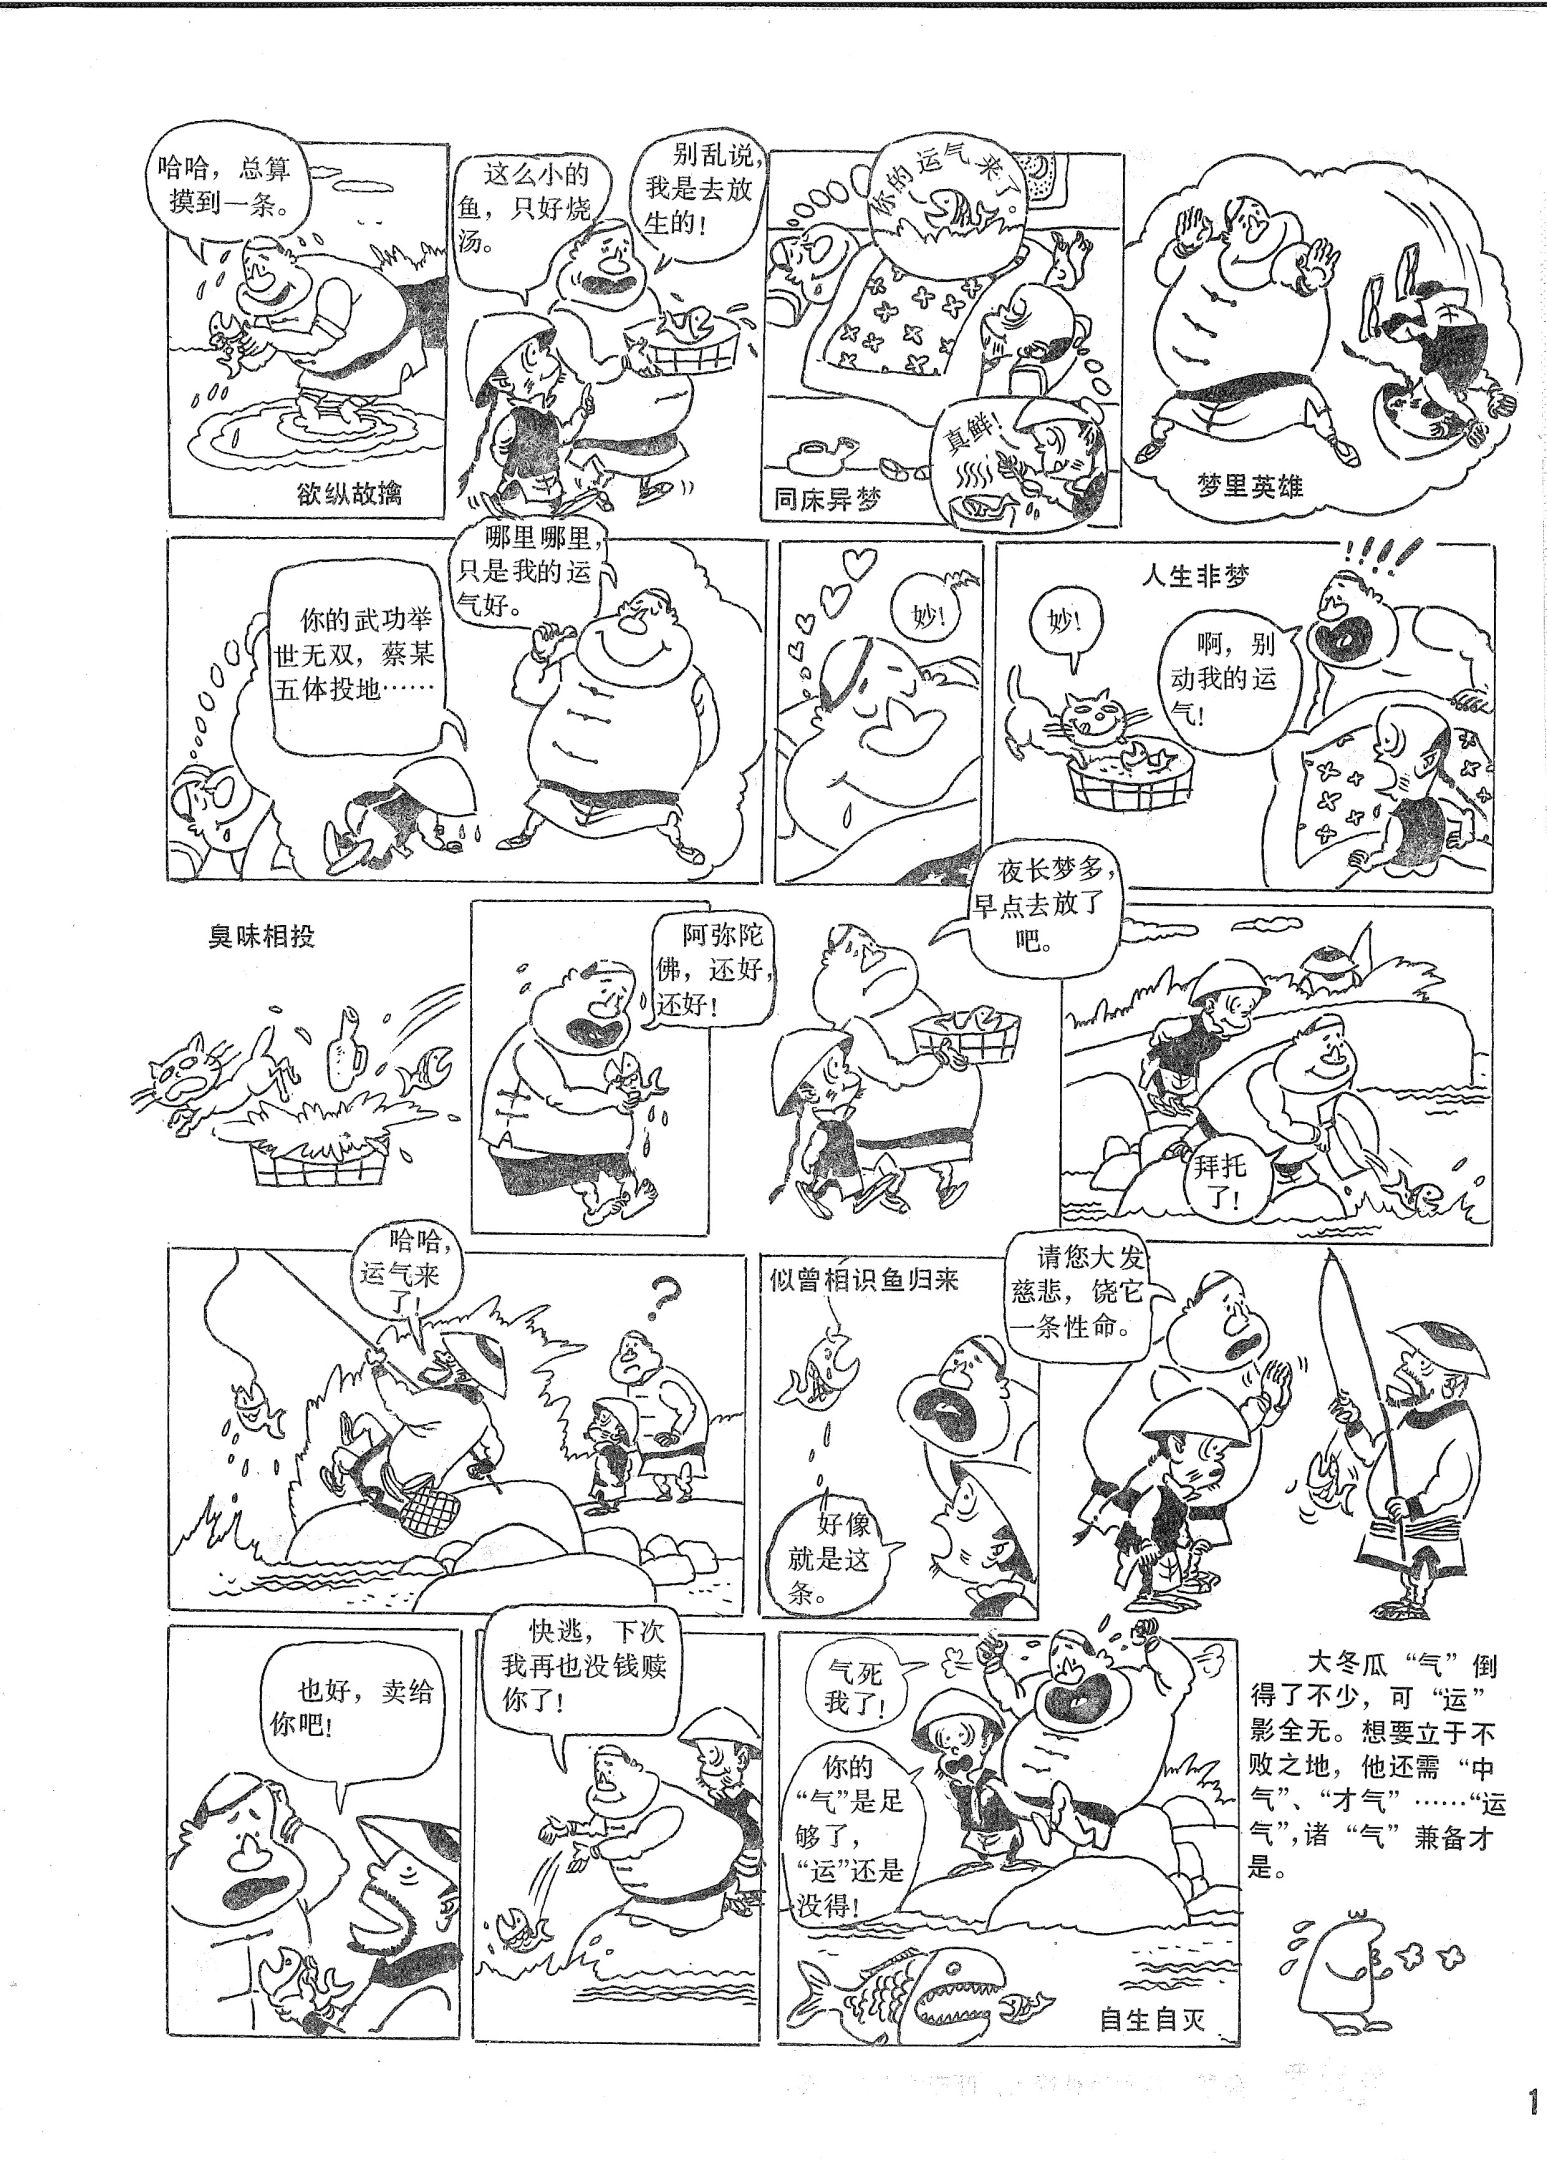 哈哈，总算
摸到一条。
欲纵故擒
这么小的
鱼，只好烧
汤。
别乱说，
我是去放
生的！
你的运气来了。
真鲜！
同床异梦
梦里英雄
你的武功举
世无双，蔡某
五体投地……
哪里哪里，
只是我的运
气好。
妙！
人生非梦
妙！
啊，别
动我的运
气！
臭味相投
阿弥陀
佛，还好，
还好！
夜长梦多，
早点去放了
吧。
拜托
了！
哈哈，
运气来
了！
?
似曾相识鱼归来
好像
就是这
条。
请您大发
慈悲，饶它
一条性命。
也好，卖给
你吧！
快逃，下次
我再也没钱赎
你了！
气死
我了！
你的
“气”是足
够了，
“运”还是
没得！
自生自灭
大冬瓜“气”倒
得了不少，可“运”
影全无。想要立于不
败之地，他还需“中
气”、“才气”……“运
气”，诸“气”兼备才
是。
1